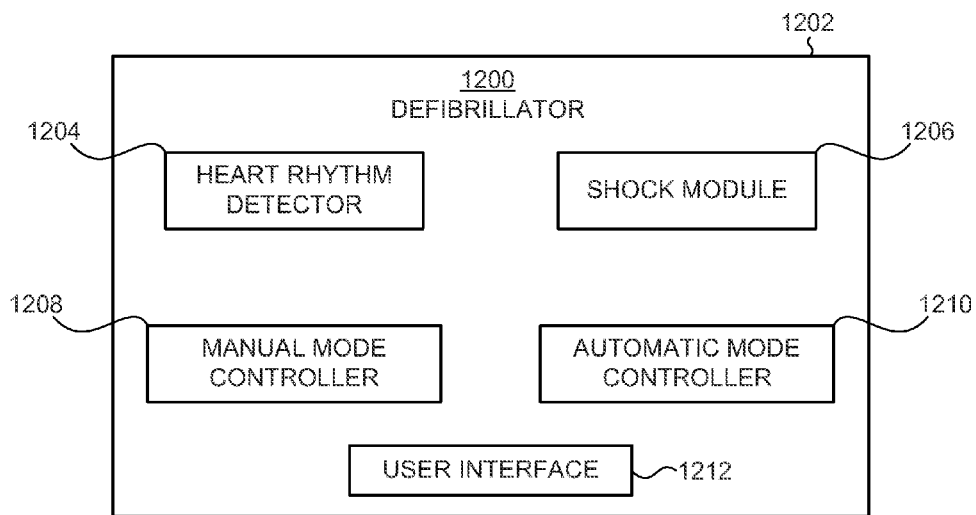 1202
1200
DEFIBRILLATOR
1204
1206
HEART RHYTHM
DETECTOR
SHOCK MODULE
1208
1210
MANUAL MODE
CONTROLLER
AUTOMATIC MODE
CONTROLLER
USER INTERFACE
1212